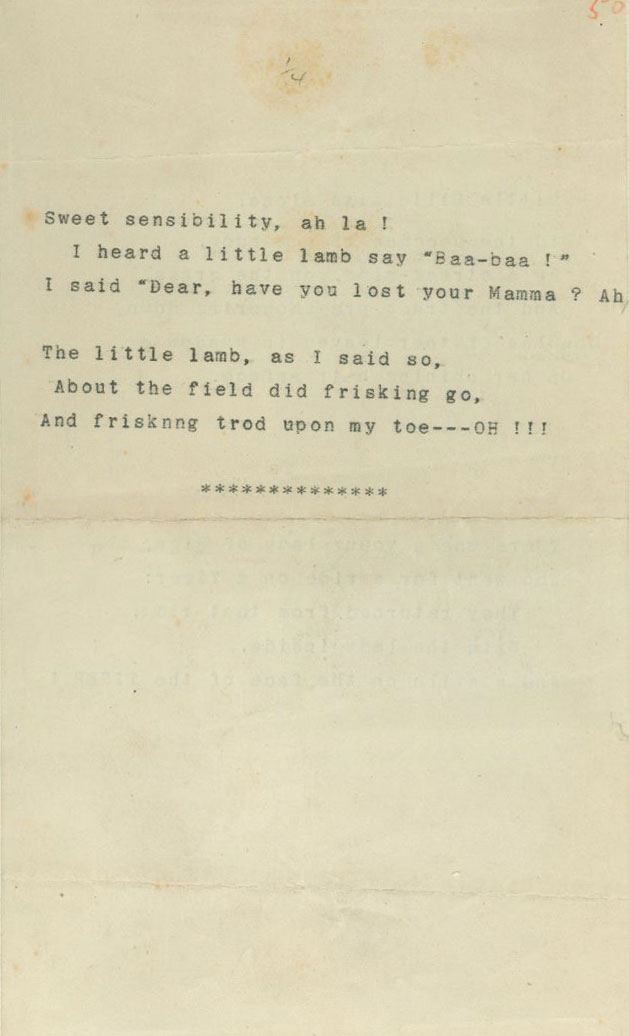 50
1/4
Sweet sensibility, ah la !
I heard a little lamb say "Baa-baa !"
I said "Dear, have you lost your Mamma ? Ah
The little lamb, as I said so,
About the field did frisking go,
And frisknng trod upon my toe---OH !!!
**************